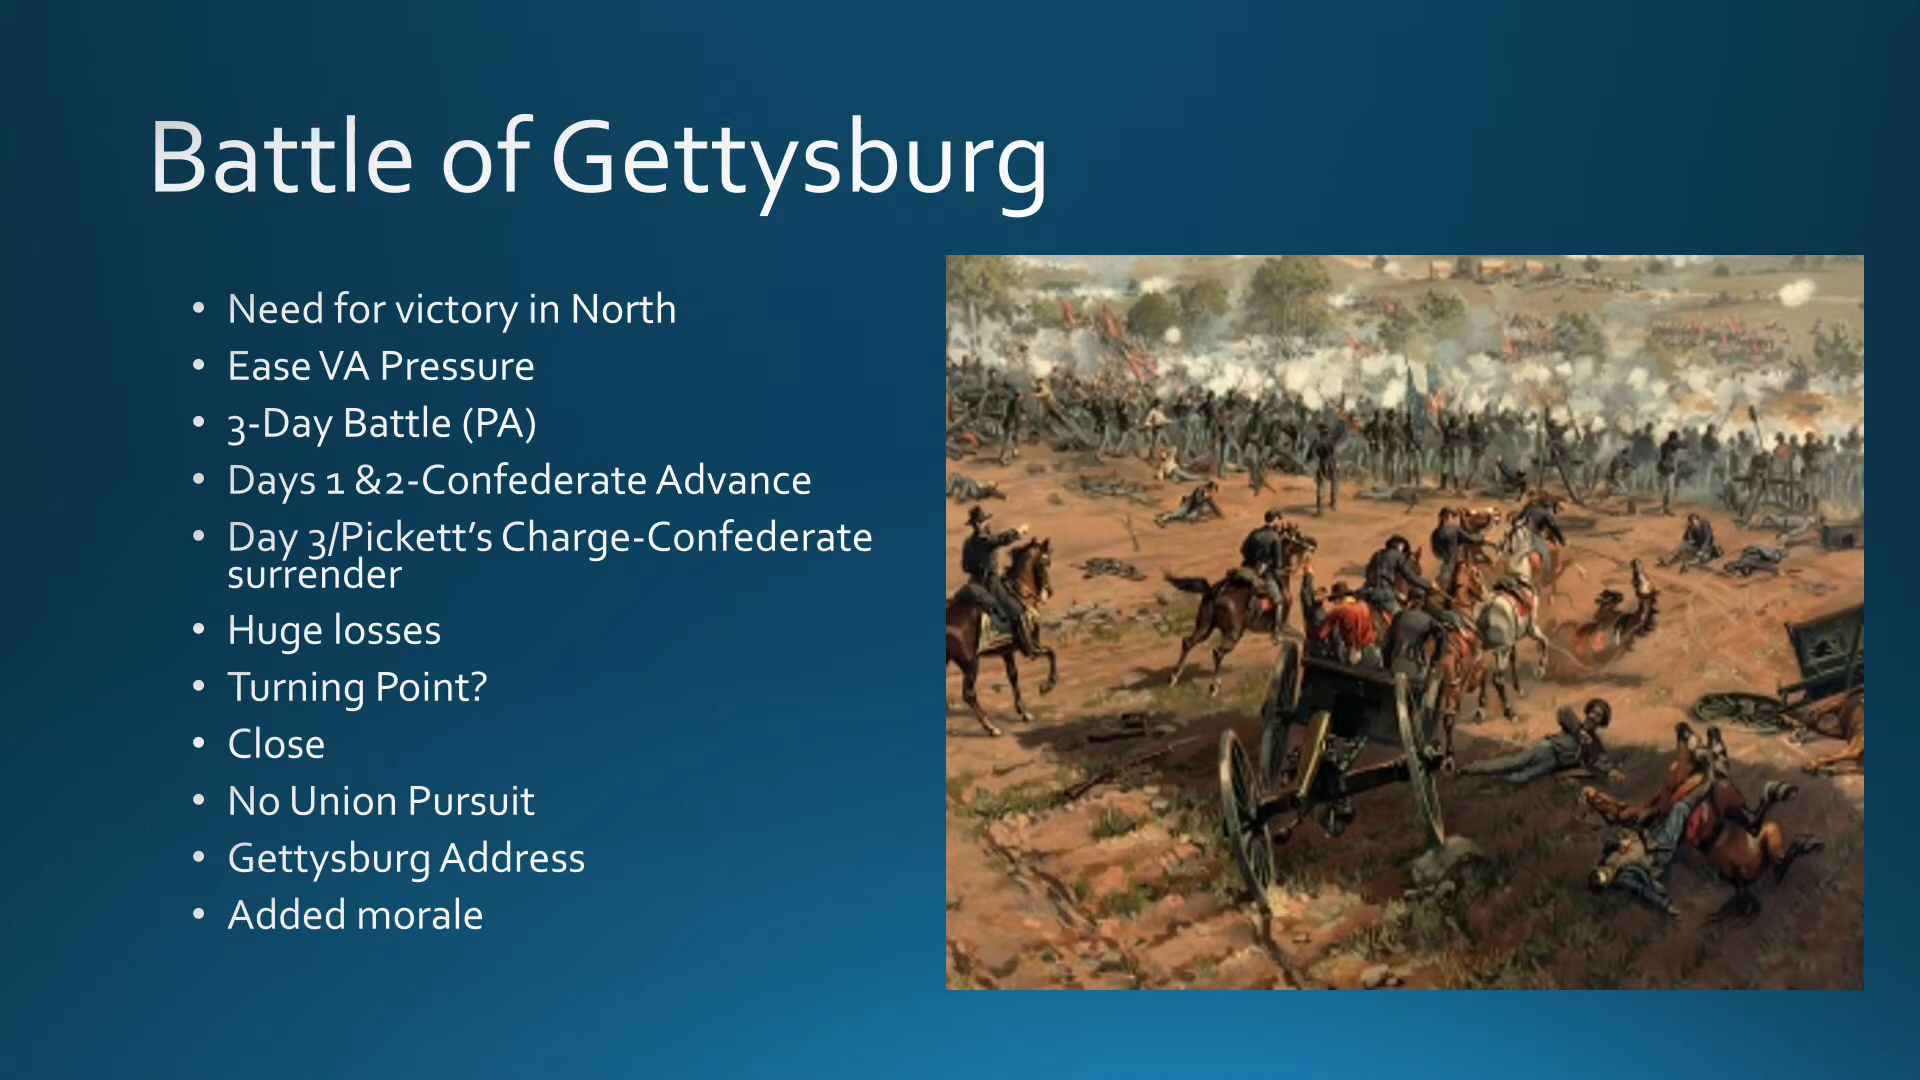 Battle of Gettysburg
• Need for victory in North
• Ease VA Pressure
• 3-Day Battle (PA)
• Days 1 &2-Confederate Advance
• Day 3/Pickett’s Charge-Confederate
surrender
• Huge losses
• Turning Point?
• Close
• No Union Pursuit
• Gettysburg Address
• Added morale